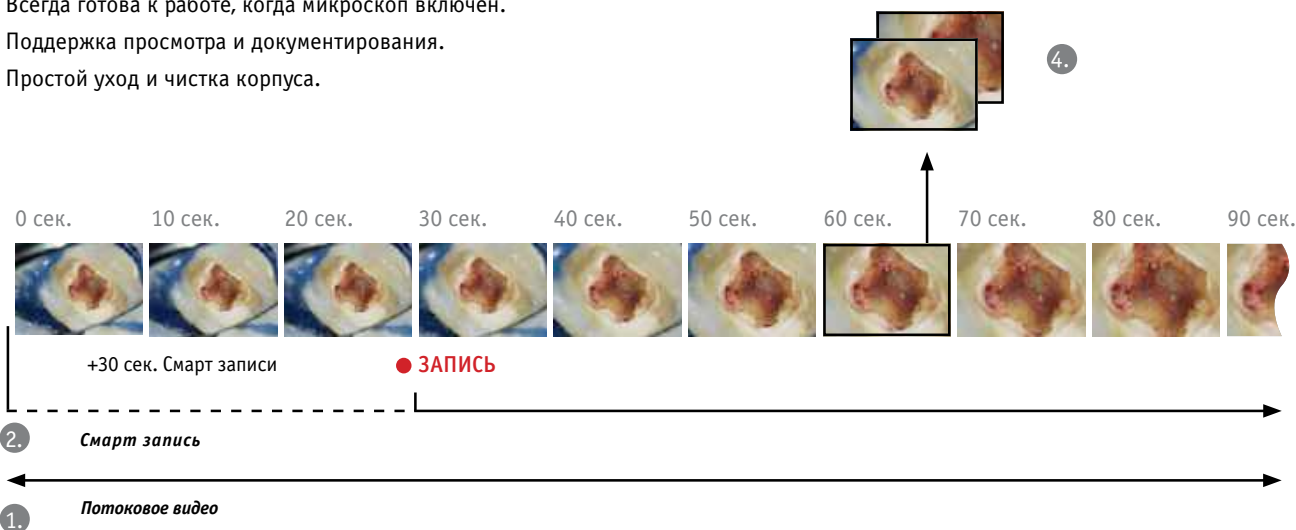 Всегда готова к работе, когда микроскоп включен.
Поддержка просмотра и документирования.
Простой уход и чистка корпуса.
4.
0 сек. 10 сек. 20 сек. 30 сек. 40 сек. 50 сек. 60 сек. 70 сек. 80 сек. 90 сек.
+30 сек. Смарт записи ЗАПИСЬ
2. Смарт запись
1. Потоковое видео